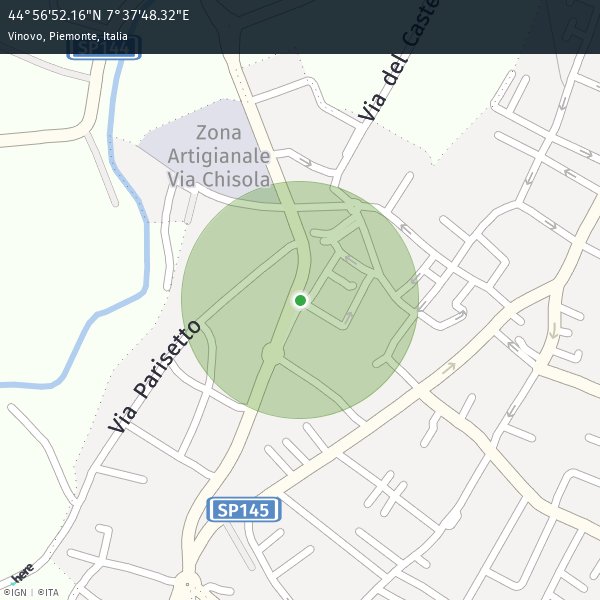 44°56'52.16"N 7°37'48.32"E
Vinovo, Piemonte, Italia
SP144
Via del Caste
Zona
Artigianale
Via Chisola
Via Parisetto
SP145
here
©IGN | ©ITA